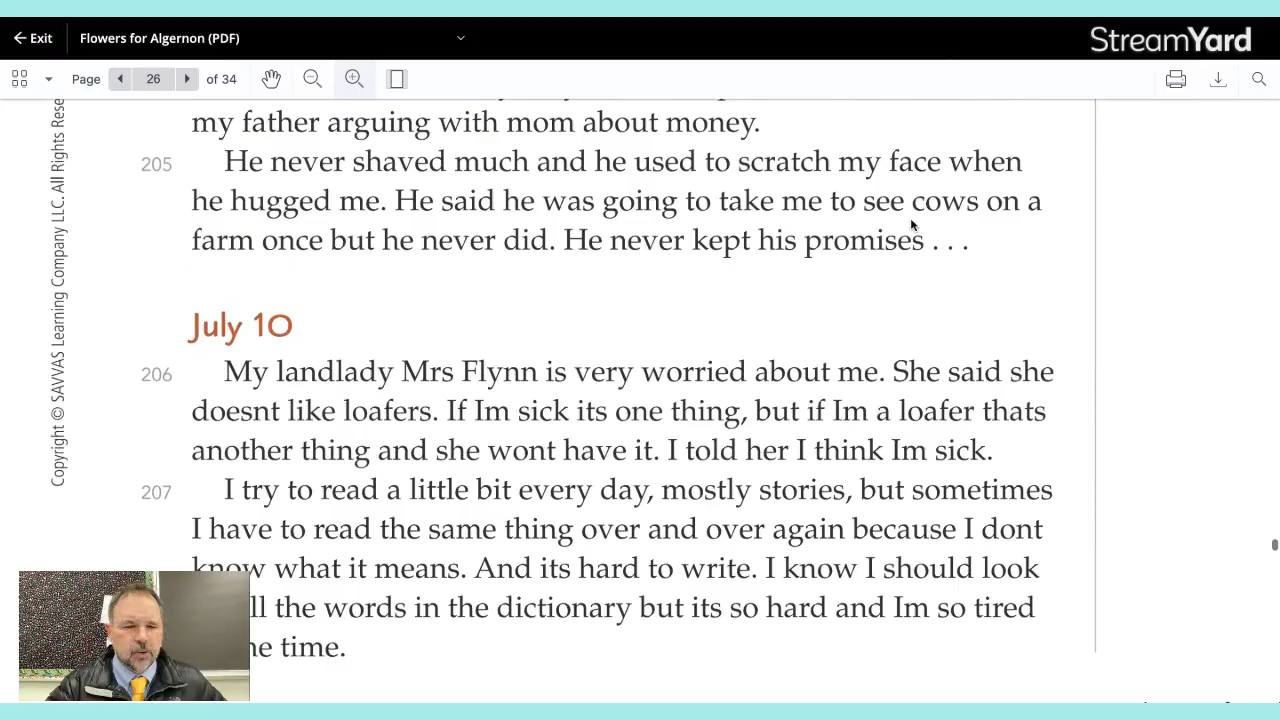 Exit
Flowers for Algernon (PDF)
StreamYard
Page 26 of 34
my father arguing with mom about money.
205 He never shaved much and he used to scratch my face when
he hugged me. He said he was going to take me to see cows on a
farm once but he never did. He never kept his promises . . .
July 10
206 My landlady Mrs Flynn is very worried about me. She said she
doesnt like loafers. If Im sick its one thing, but if Im a loafer thats
another thing and she wont have it. I told her I think Im sick.
207 I try to read a little bit every day, mostly stories, but sometimes
I have to read the same thing over and over again because I dont
know what it means. And its hard to write. I know I should look
the words in the dictionary but its so hard and Im so tired
time.
Copyright © SAVVAS Learning Company LLC. All Rights Rese